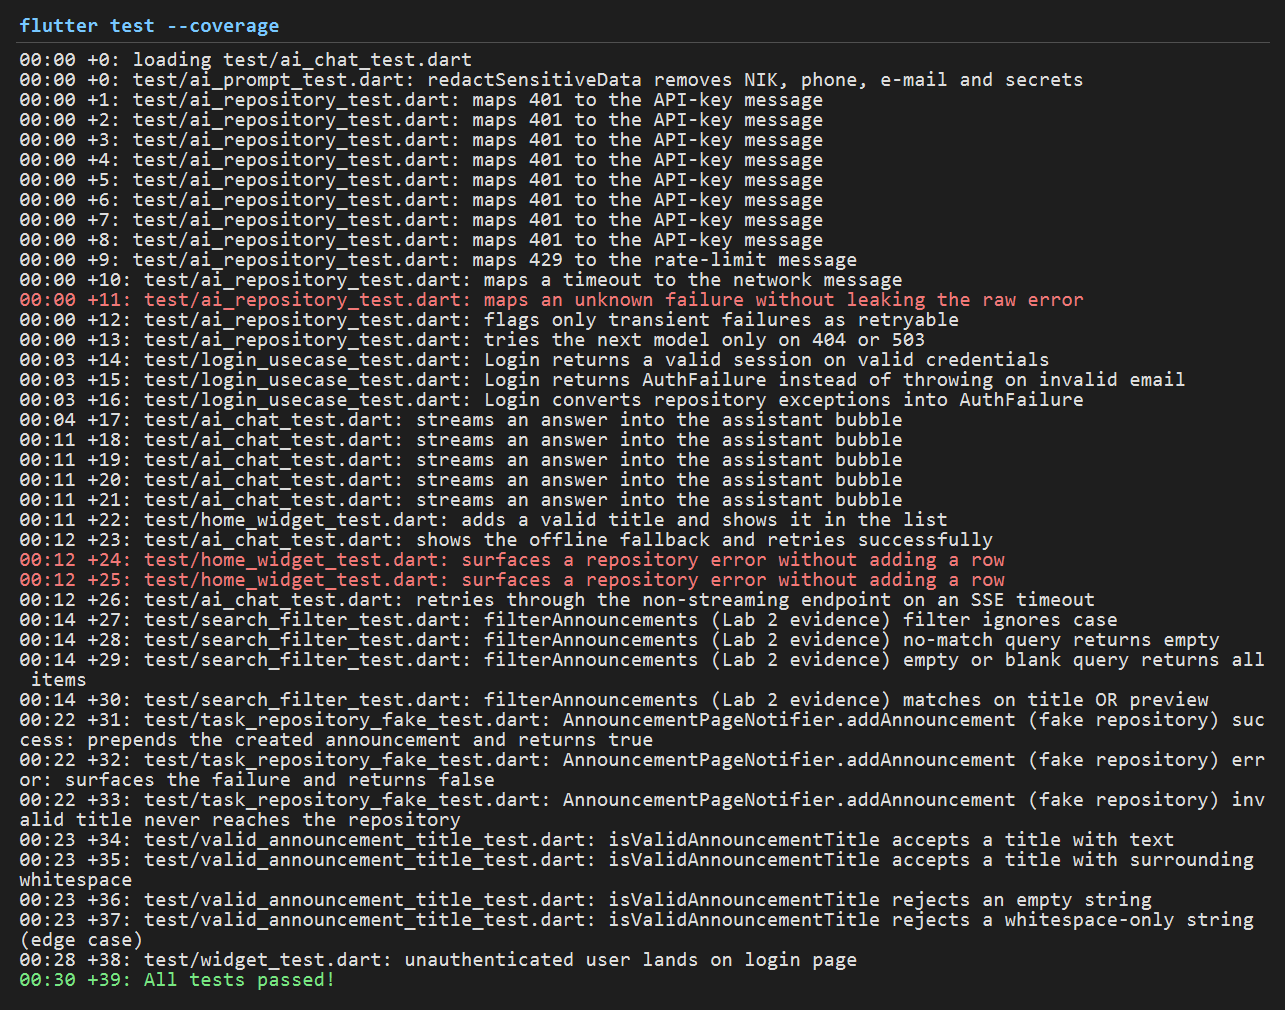 flutter test --coverage
00:00 +0: loading test/ai_chat_test.dart
00:00 +0: test/ai_prompt_test.dart: redactSensitiveData removes NIK, phone, e-mail and secrets
00:00 +1: test/ai_repository_test.dart: maps 401 to the API-key message
00:00 +2: test/ai_repository_test.dart: maps 401 to the API-key message
00:00 +3: test/ai_repository_test.dart: maps 401 to the API-key message
00:00 +4: test/ai_repository_test.dart: maps 401 to the API-key message
00:00 +5: test/ai_repository_test.dart: maps 401 to the API-key message
00:00 +6: test/ai_repository_test.dart: maps 401 to the API-key message
00:00 +7: test/ai_repository_test.dart: maps 401 to the API-key message
00:00 +8: test/ai_repository_test.dart: maps 401 to the API-key message
00:00 +9: test/ai_repository_test.dart: maps 429 to the rate-limit message
00:00 +10: test/ai_repository_test.dart: maps a timeout to the network message
00:00 +11: test/ai_repository_test.dart: maps an unknown failure without leaking the raw error
00:00 +12: test/ai_repository_test.dart: flags only transient failures as retryable
00:00 +13: test/ai_repository_test.dart: tries the next model only on 404 or 503
00:03 +14: test/login_usecase_test.dart: Login returns a valid session on valid credentials
00:03 +15: test/login_usecase_test.dart: Login returns AuthFailure instead of throwing on invalid email
00:03 +16: test/login_usecase_test.dart: Login converts repository exceptions into AuthFailure
00:04 +17: test/ai_chat_test.dart: streams an answer into the assistant bubble
00:11 +18: test/ai_chat_test.dart: streams an answer into the assistant bubble
00:11 +19: test/ai_chat_test.dart: streams an answer into the assistant bubble
00:11 +20: test/ai_chat_test.dart: streams an answer into the assistant bubble
00:11 +21: test/ai_chat_test.dart: streams an answer into the assistant bubble
00:11 +22: test/home_widget_test.dart: adds a valid title and shows it in the list
00:12 +23: test/ai_chat_test.dart: shows the offline fallback and retries successfully
00:12 +24: test/home_widget_test.dart: surfaces a repository error without adding a row
00:12 +25: test/home_widget_test.dart: surfaces a repository error without adding a row
00:12 +26: test/ai_chat_test.dart: retries through the non-streaming endpoint on an SSE timeout
00:14 +27: test/search_filter_test.dart: filterAnnouncements (Lab 2 evidence) filter ignores case
00:14 +28: test/search_filter_test.dart: filterAnnouncements (Lab 2 evidence) no-match query returns empty
00:14 +29: test/search_filter_test.dart: filterAnnouncements (Lab 2 evidence) empty or blank query returns all
items
00:14 +30: test/search_filter_test.dart: filterAnnouncements (Lab 2 evidence) matches on title OR preview
00:22 +31: test/task_repository_fake_test.dart: AnnouncementPageNotifier.addAnnouncement (fake repository) suc
cess: prepends the created announcement and returns true
00:22 +32: test/task_repository_fake_test.dart: AnnouncementPageNotifier.addAnnouncement (fake repository) err
or: surfaces the failure and returns false
00:22 +33: test/task_repository_fake_test.dart: AnnouncementPageNotifier.addAnnouncement (fake repository) inv
alid title never reaches the repository
00:23 +34: test/valid_announcement_title_test.dart: isValidAnnouncementTitle accepts a title with text
00:23 +35: test/valid_announcement_title_test.dart: isValidAnnouncementTitle accepts a title with surrounding
whitespace
00:23 +36: test/valid_announcement_title_test.dart: isValidAnnouncementTitle rejects an empty string
00:23 +37: test/valid_announcement_title_test.dart: isValidAnnouncementTitle rejects a whitespace-only string
(edge case)
00:28 +38: test/widget_test.dart: unauthenticated user lands on login page
00:30 +39: All tests passed!